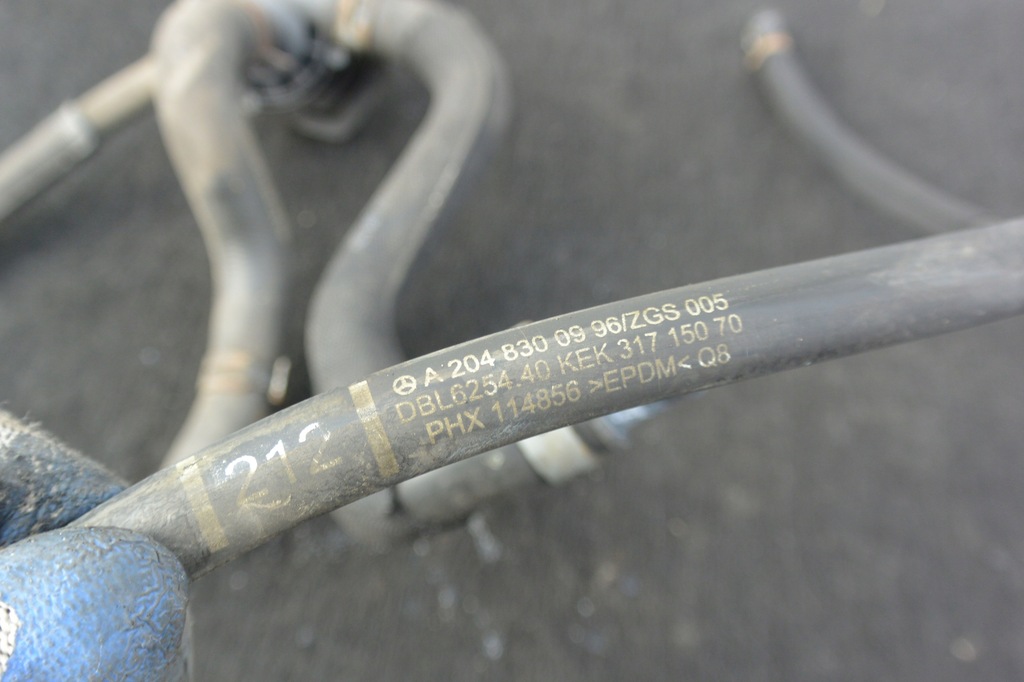 A 204 830 09 96/ZGS 005
DBL6254.40 KEK 317 150 70
PHX 114856 >EPDM< Q8
212